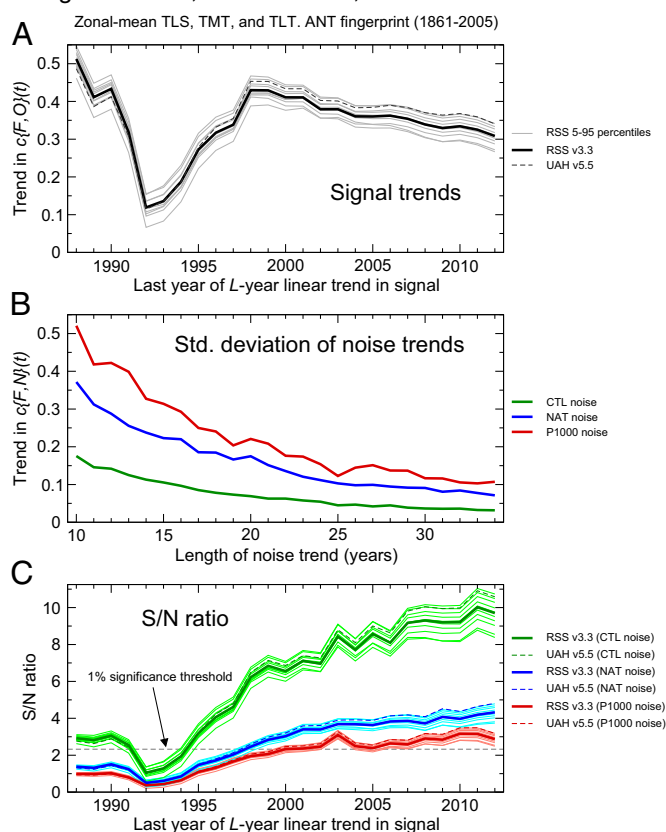 Zonal-mean TLS, TMT, and TLT. ANT fingerprint (1861-2005)
A
0.5
0.4
0.3
0.2
0.1
0
Trend in c{F,O}(t)
Signal trends
RSS 5-95 percentiles
RSS v3.3
UAH v5.5
1990 1995 2000 2005 2010
Last year of L-year linear trend in signal
B
0.5
0.4
0.3
0.2
0.1
0
Trend in c{F,N}(t)
Std. deviation of noise trends
CTL noise
NAT noise
P1000 noise
10 15 20 25 30
Length of noise trend (years)
C
10
8
6
4
2
0
S/N ratio
S/N ratio
1% significance threshold
RSS v3.3 (CTL noise)
UAH v5.5 (CTL noise)
RSS v3.3 (NAT noise)
UAH v5.5 (NAT noise)
RSS v3.3 (P1000 noise)
UAH v5.5 (P1000 noise)
1990 1995 2000 2005 2010
Last year of L-year linear trend in signal